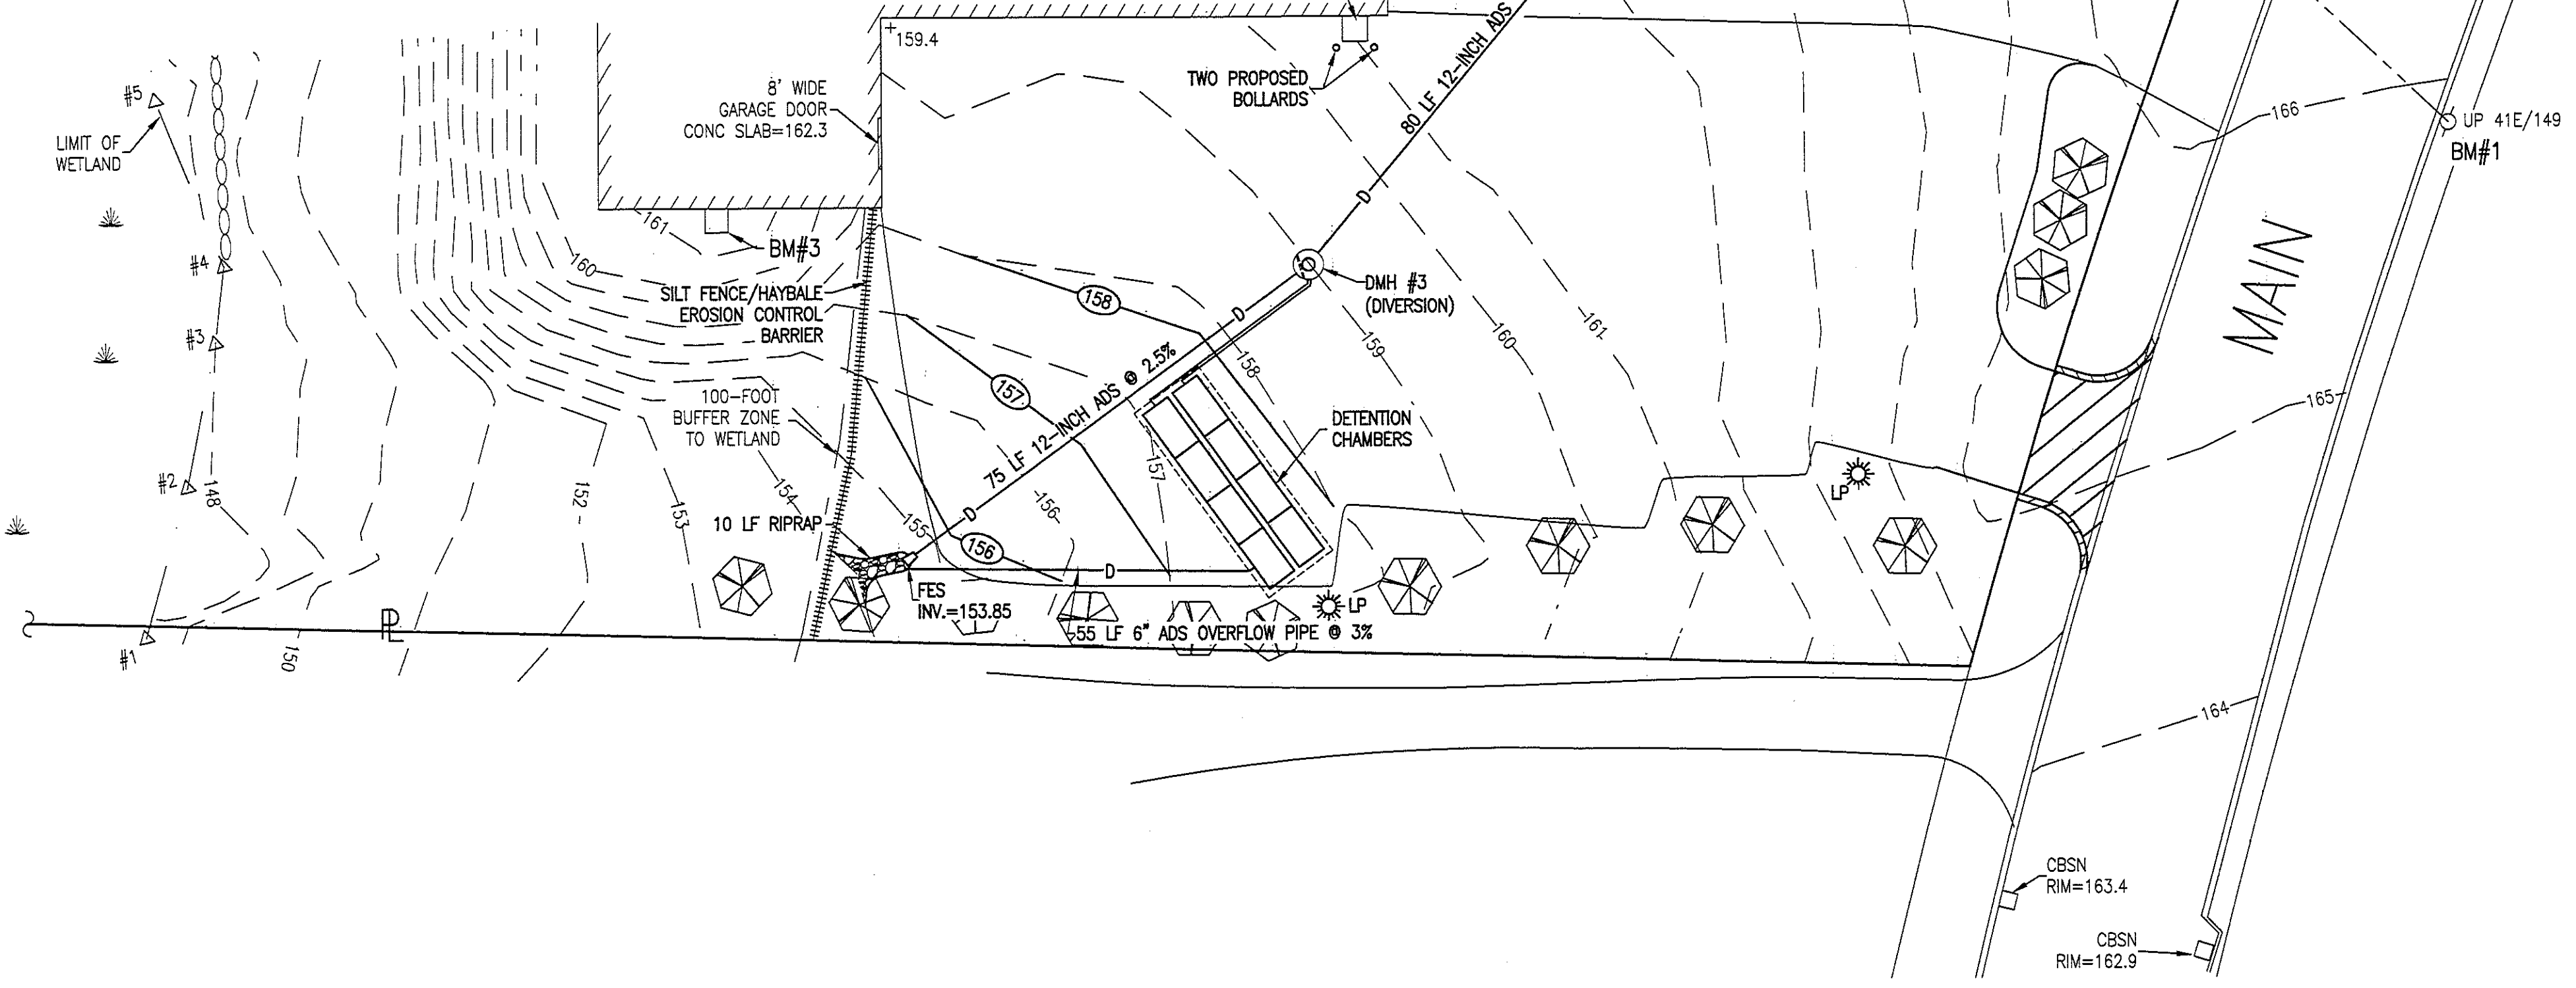 159.4
8' WIDE
GARAGE DOOR
CONC SLAB=162.3
TWO PROPOSED
BOLLARDS
80 LF 12-INCH ADS
D
166
UP 41E/149
BM#1
#5
LIMIT OF
WETLAND
#4
#3
#2
#1
148
150
161
BM#3
160
SILT FENCE/HAYBALE
EROSION CONTROL
BARRIER
158
D
DMH #3
(DIVERSION)
MAIN
157
75 LF 12-INCH ADS @ 2.5%
158
159
160
161
100-FOOT
BUFFER ZONE
TO WETLAND
DETENTION
CHAMBERS
165
152
153
154
155
156
157
10 LF RIPRAP
D
156
D
LP
FES
INV.=153.85
LP
55 LF 6" ADS OVERFLOW PIPE @ 3%
PL
164
CBSN
RIM=163.4
CBSN
RIM=162.9